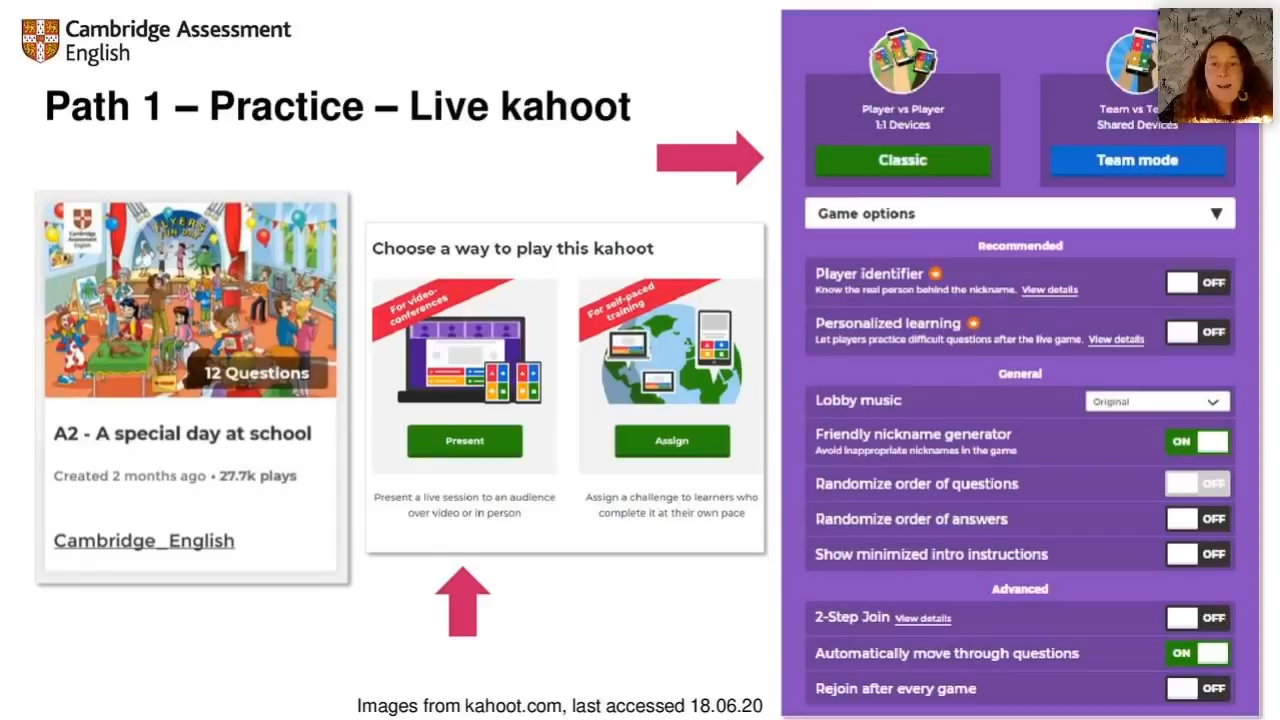 Cambridge Assessment
English
Path 1 – Practice – Live kahoot
12 Questions
A2 - A special day at school
Created 2 months ago • 27.7k plays
Cambridge_English
Choose a way to play this kahoot
For video-
conferences
Present
Present a live session to an audience
over video or in person
For self-paced
training
Assign
Assign a challenge to learners who
complete it at their own pace
Images from kahoot.com, last accessed 18.06.20
Player vs Player
1:1 Devices
Classic
Team vs
Shared Devices
Team mode
Game options
Recommended
Player identifier
OFF
Know the real person behind the nickname. View details
Personalized learning
OFF
Let players practice difficult questions after the live game. View details
General
Lobby music
Original
Friendly nickname generator
ON
Avoid inappropriate nicknames in the game
Randomize order of questions
OFF
Randomize order of answers
OFF
Show minimized intro instructions
OFF
Advanced
2-Step Join View details
OFF
Automatically move through questions
ON
Rejoin after every game
OFF